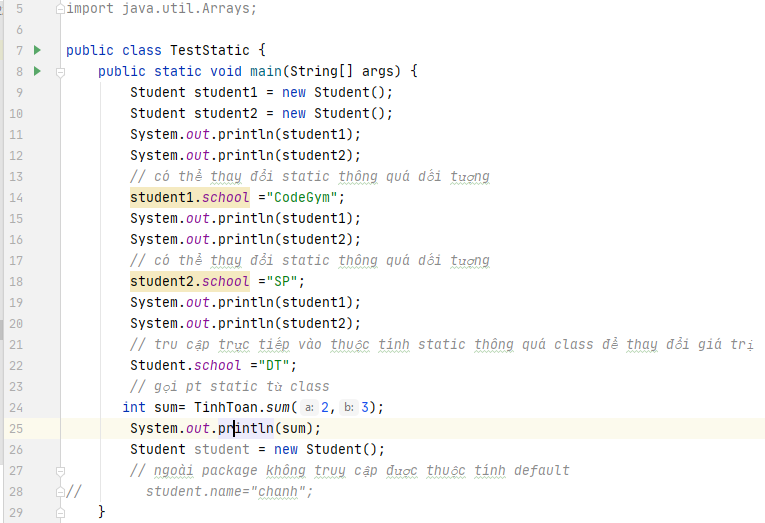 5 import java.util.Arrays;
6
7 public class TestStatic {
8 public static void main(String[] args) {
9 Student student1 = new Student();
10 Student student2 = new Student();
11 System.out.println(student1);
12 System.out.println(student2);
13 // có thể thay đổi static thông quá dối tượng
14 student1.school ="CodeGym";
15 System.out.println(student1);
16 System.out.println(student2);
17 // có thể thay đổi static thông quá dối tượng
18 student2.school ="SP";
19 System.out.println(student1);
20 System.out.println(student2);
21 // tru cập trực tiếp vào thuộc tính static thông quá class để thay đổi giá trị
22 Student.school ="DT";
23 // gọi pt static từ class
24 int sum= TinhToan.sum( a: 2, b: 3);
25 System.out.println(sum);
26 Student student = new Student();
27 // ngoài package không truy cập được thuộc tính default
28 // student.name="chanh";
29 }